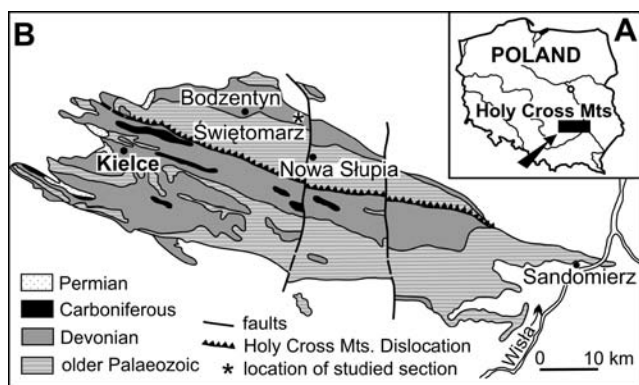 B
A
POLAND
Holy Cross Mts
Bodzentyn
*
Świętomarz
Kielce
Nowa Słupia
Sandomierz
Wisła
Permian
Carboniferous
Devonian
older Palaeozoic
faults
Holy Cross Mts. Dislocation
* location of studied section
0 10 km